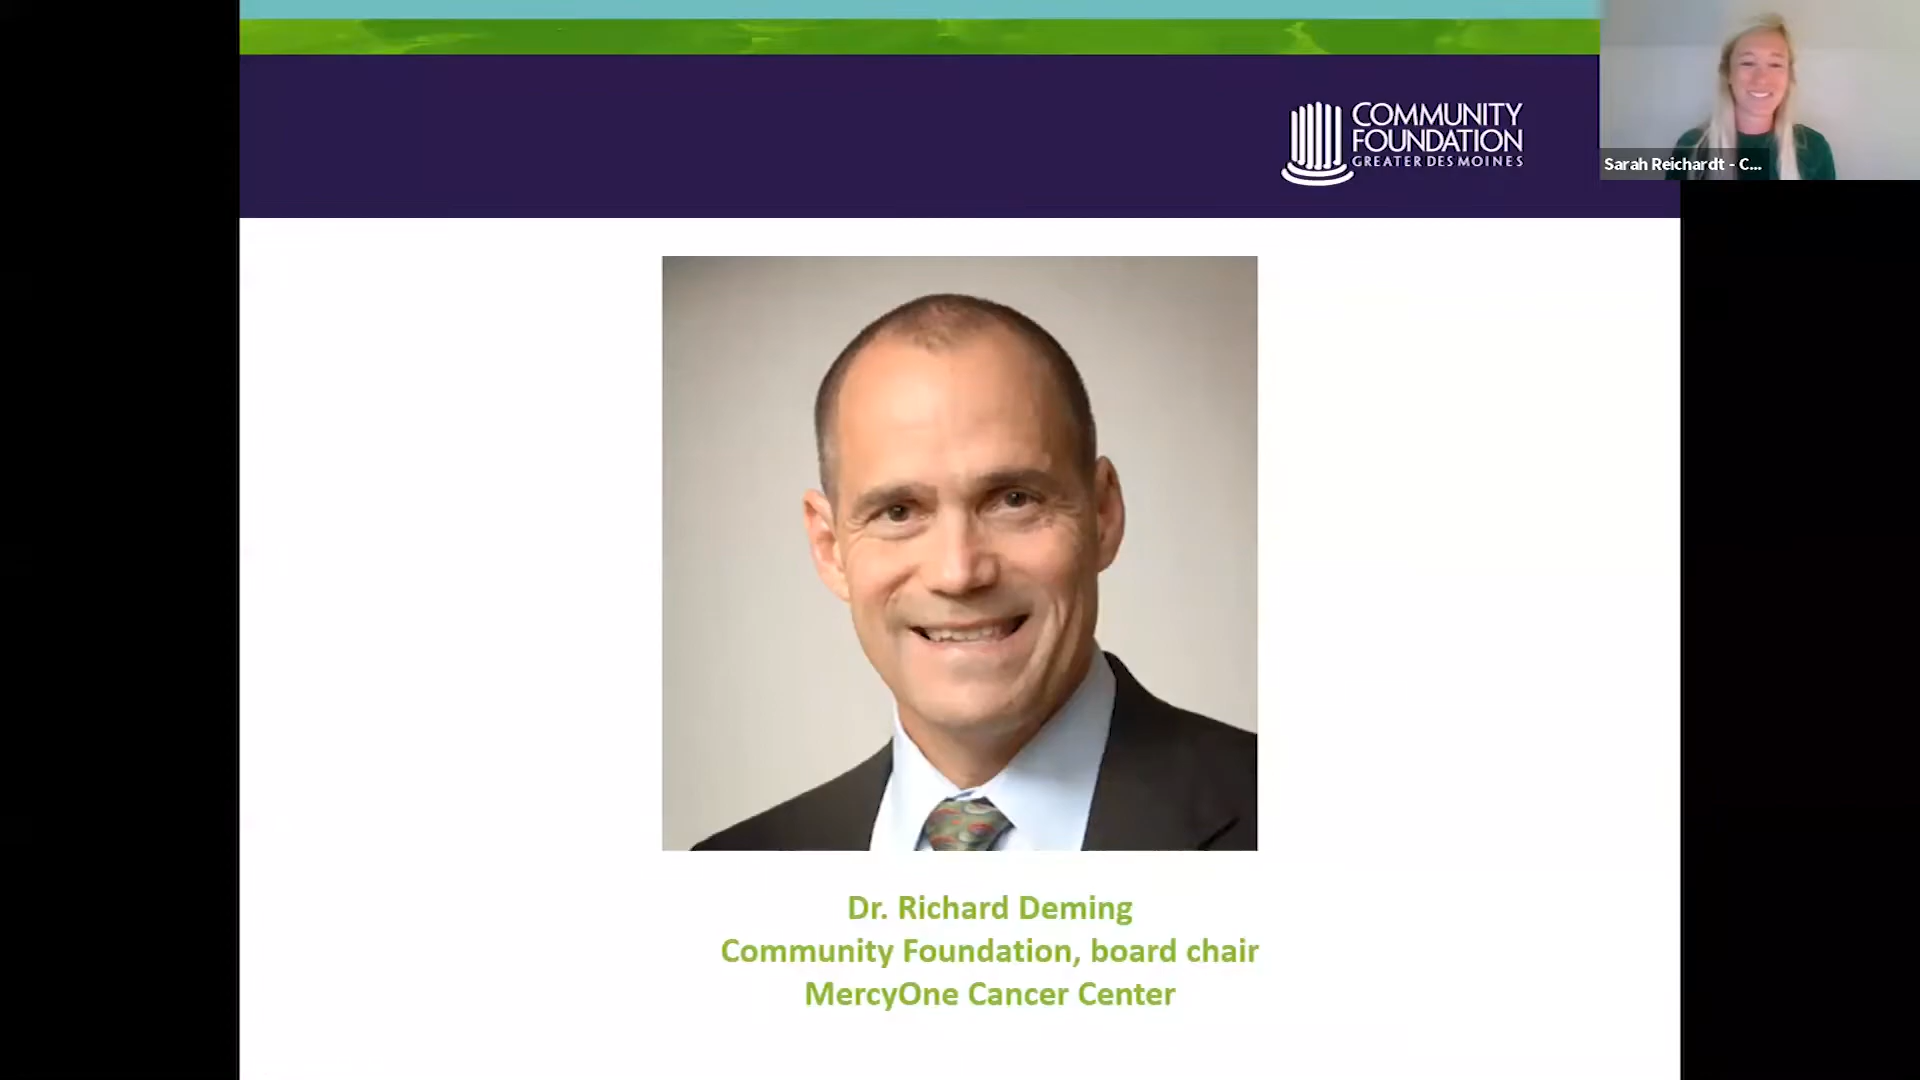 COMMUNITY
FOUNDATION
GREATER DES MOINES
Sarah Reichardt - C...
Dr. Richard Deming
Community Foundation, board chair
MercyOne Cancer Center